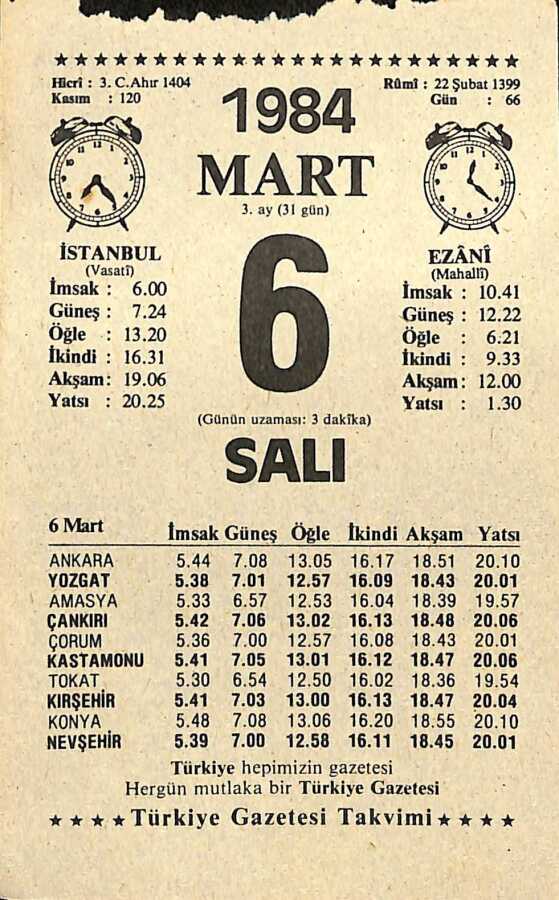 ★★★★★★★★★★★★★★★★★★★★★★★★
Hicrî : 3. C.Ahır 1404
Kasım : 120
1984
Rûmî : 22 Şubat 1399
Gün : 66
MART
3. ay (31 gün)
İSTANBUL
(Vasatî)
İmsak : 6.00
Güneş : 7.24
Öğle : 13.20
İkindi : 16.31
Akşam: 19.06
Yatsı : 20.25
6
EZÂNÎ
(Mahallî)
İmsak : 10.41
Güneş : 12.22
Öğle : 6.21
İkindi : 9.33
Akşam: 12.00
Yatsı : 1.30
(Günün uzaması: 3 dakîka)
SALI
6 Mart İmsak Güneş Öğle İkindi Akşam Yatsı
ANKARA 5.44 7.08 13.05 16.17 18.51 20.10
YOZGAT 5.38 7.01 12.57 16.09 18.43 20.01
AMASYA 5.33 6.57 12.53 16.04 18.39 19.57
ÇANKIRI 5.42 7.06 13.02 16.13 18.48 20.06
ÇORUM 5.36 7.00 12.57 16.08 18.43 20.01
KASTAMONU 5.41 7.05 13.01 16.12 18.47 20.06
TOKAT 5.30 6.54 12.50 16.02 18.36 19.54
KIRŞEHİR 5.41 7.03 13.00 16.13 18.47 20.04
KONYA 5.48 7.08 13.06 16.20 18.55 20.10
NEVŞEHİR 5.39 7.00 12.58 16.11 18.45 20.01
Türkiye hepimizin gazetesi
Hergün mutlaka bir Türkiye Gazetesi
★★★★Türkiye Gazetesi Takvimi★★★★